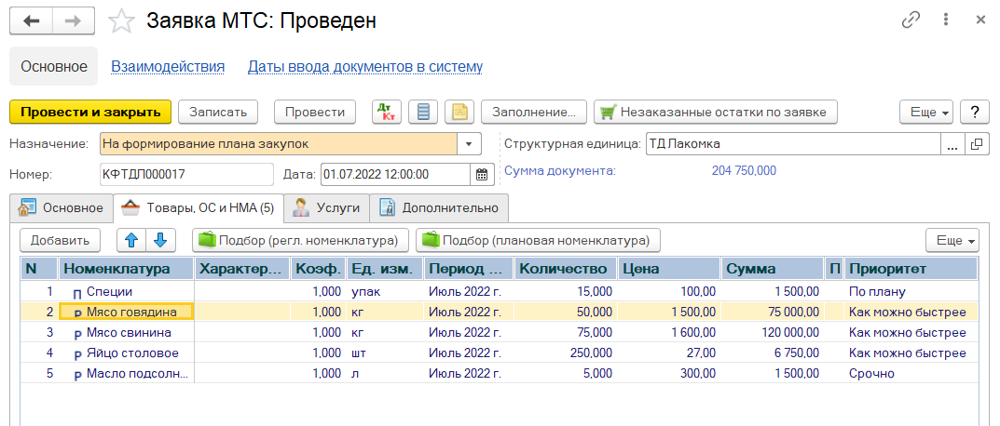 Заявка МТС: Проведен
Основное Взаимодействия Даты ввода документов в систему
Провести и закрыть Записать Провести Дт Кт Заполнение... Незаказанные остатки по заявке Еще ?
Назначение: На формирование плана закупок Структурная единица: ТД Лакомка ...
Номер: КФТДЛ000017 Дата: 01.07.2022 12:00:00 Сумма документа: 204 750,000
Основное Товары, ОС и НМА (5) Услуги Дополнительно
Добавить Подбор (регл. номенклатура) Подбор (плановая номенклатура) Еще
N Номенклатура Характер... Коэф. Ед. изм. Период ... Количество Цена Сумма П Приоритет
1 П Специи 1,000 упак Июль 2022 г. 15,000 100,00 1 500,00 По плану
2 Р Мясо говядина 1,000 кг Июль 2022 г. 50,000 1 500,00 75 000,00 Как можно быстрее
3 Р Мясо свинина 1,000 кг Июль 2022 г. 75,000 1 600,00 120 000,00 Как можно быстрее
4 Р Яйцо столовое 1,000 шт Июль 2022 г. 250,000 27,00 6 750,00 Как можно быстрее
5 Р Масло подсолн... 1,000 л Июль 2022 г. 5,000 300,00 1 500,00 Срочно